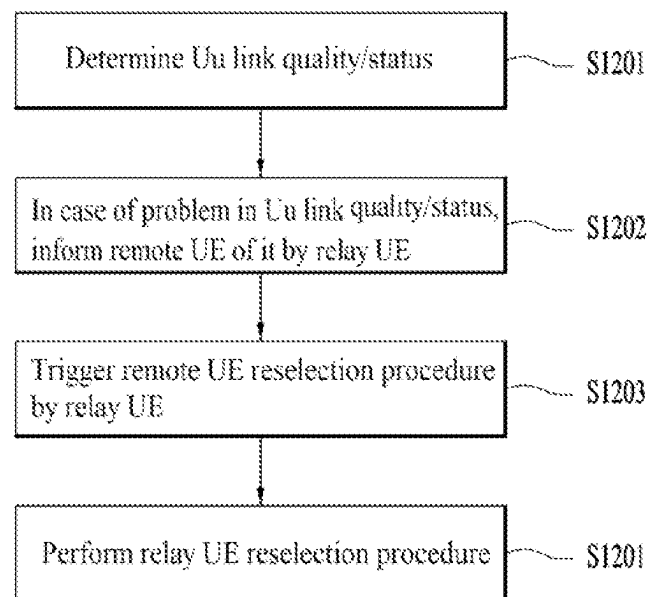 Determine Uu link quality/status
S1201
In case of problem in Uu link quality/status,
inform remote UE of it by relay UE
S1202
Trigger remote UE reselection procedure
by relay UE
S1203
Perform relay UE reselection procedure
S1201